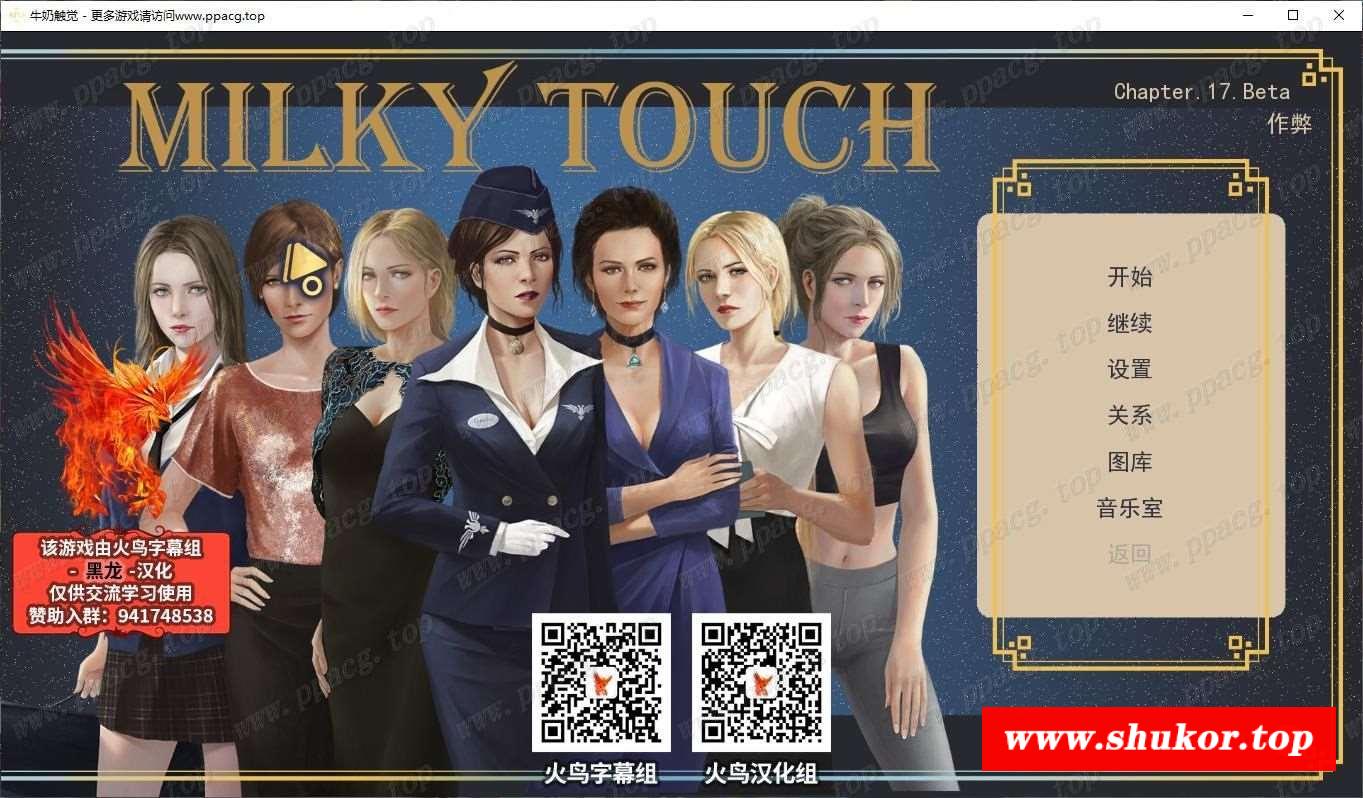 牛奶触觉 - 更多游戏请访问www.ppacg.top
MILKY TOUCH
Chapter.17.Beta
作弊
开始
继续
设置
关系
图库
音乐室
返回
该游戏由火鸟字幕组
- 黑龙 -汉化
仅供交流学习使用
赞助入群：941748538
火鸟字幕组
火鸟汉化组
www.shukor.top
www.ppacg.top